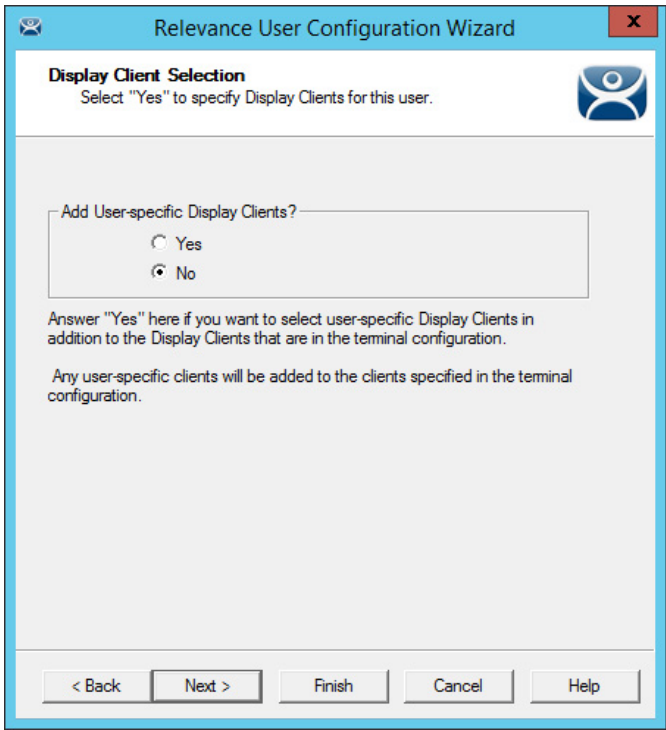 Relevance User Configuration Wizard
x
Display Client Selection
Select "Yes" to specify Display Clients for this user.
Add User-specific Display Clients?
Yes
No
Answer "Yes" here if you want to select user-specific Display Clients in
addition to the Display Clients that are in the terminal configuration.
Any user-specific clients will be added to the clients specified in the terminal
configuration.
< Back
Next >
Finish
Cancel
Help